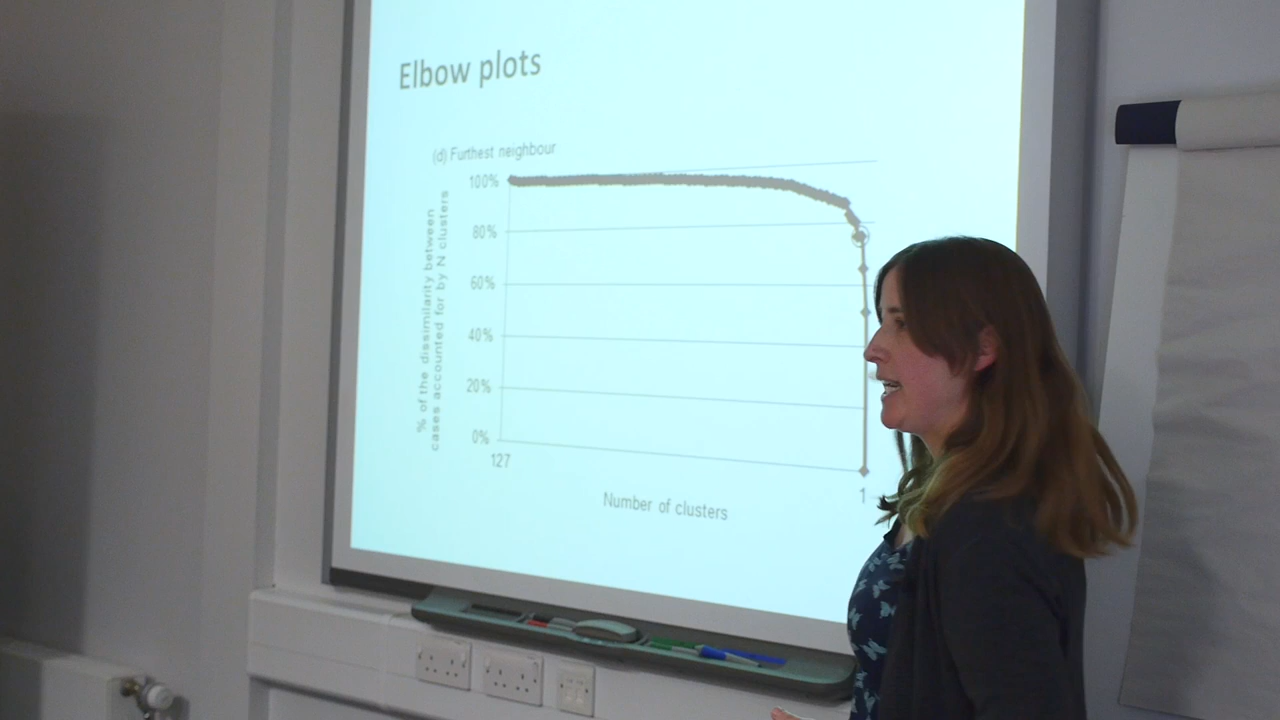 Elbow plots
(d) Furthest neighbour
100%
80%
60%
40%
20%
0%
% of the dissimilarity between
cases accounted for by N clusters
127
1
Number of clusters